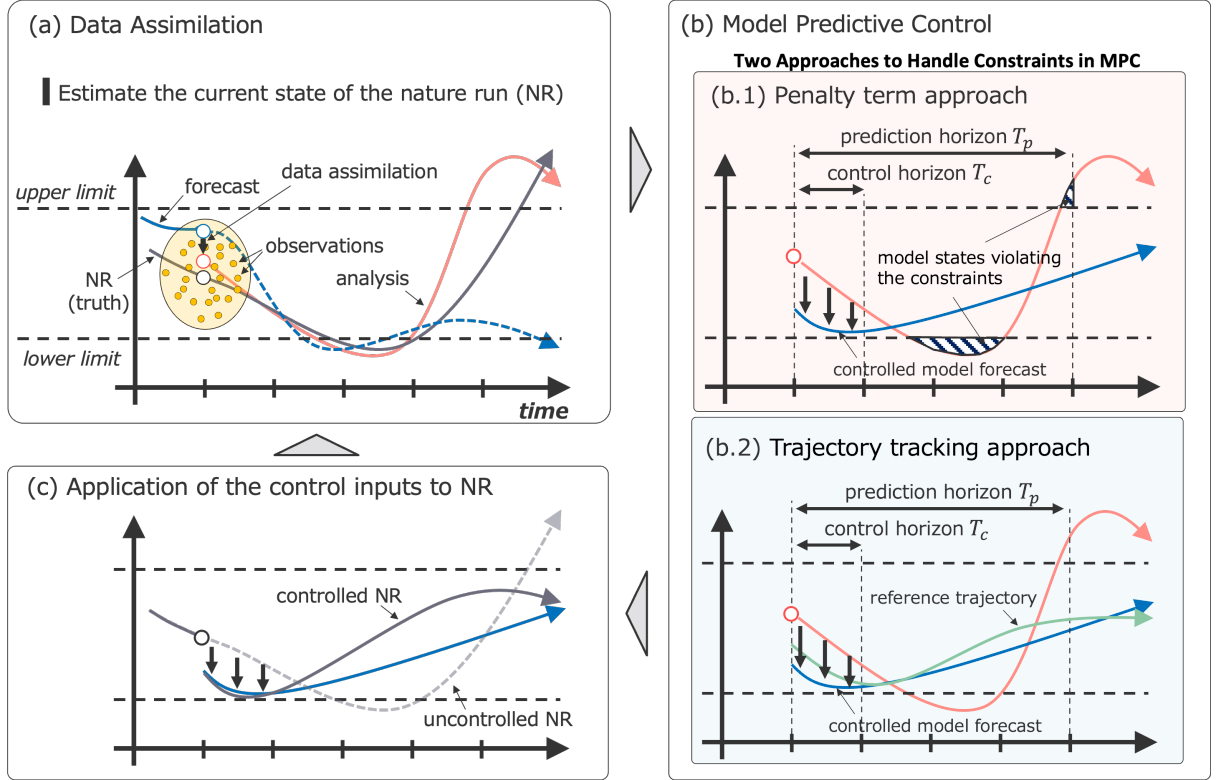 (a) Data Assimilation
Estimate the current state of the nature run (NR)
data assimilation
forecast
upper limit
observations
NR
(truth)
analysis
lower limit
time
(b) Model Predictive Control
Two Approaches to Handle Constraints in MPC
(b.1) Penalty term approach
prediction horizon Tp
control horizon Tc
model states violating
the constraints
controlled model forecast
(b.2) Trajectory tracking approach
prediction horizon Tp
control horizon Tc
reference trajectory
controlled model forecast
(c) Application of the control inputs to NR
controlled NR
uncontrolled NR